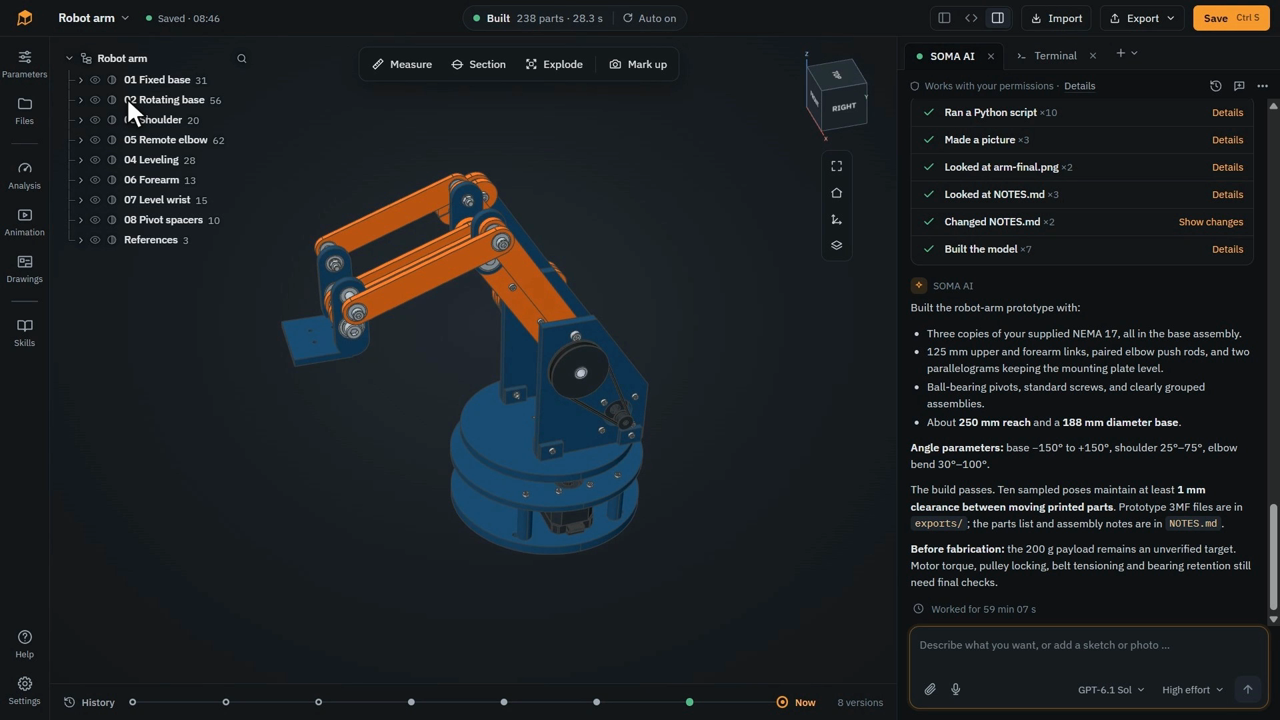 Robot arm
Saved · 08:46
Built 238 parts · 28.3 s
Auto on
Import
Export
Save Ctrl S
Parameters
Files
Analysis
Animation
Drawings
Skills
Help
Settings
Robot arm
01 Fixed base 31
02 Rotating base 56
Shoulder 20
05 Remote elbow 62
04 Leveling 28
06 Forearm 13
07 Level wrist 15
08 Pivot spacers 10
References 3
Measure
Section
Explode
Mark up
Z
RIGHT
Y
X
SOMA AI
Terminal
Works with your permissions · Details
Ran a Python script ×10 Details
Made a picture ×3 Details
Looked at arm-final.png ×2 Details
Looked at NOTES.md ×3 Details
Changed NOTES.md ×2 Show changes
Built the model ×7 Details
SOMA AI
Built the robot-arm prototype with:
• Three copies of your supplied NEMA 17, all in the base assembly.
• 125 mm upper and forearm links, paired elbow push rods, and two
parallelograms keeping the mounting plate level.
• Ball-bearing pivots, standard screws, and clearly grouped
assemblies.
• About 250 mm reach and a 188 mm diameter base.
Angle parameters: base −150° to +150°, shoulder 25°–75°, elbow
bend 30°–100°.
The build passes. Ten sampled poses maintain at least 1 mm
clearance between moving printed parts. Prototype 3MF files are in
exports/ ; the parts list and assembly notes are in NOTES.md .
Before fabrication: the 200 g payload remains an unverified target.
Motor torque, pulley locking, belt tensioning and bearing retention still
need final checks.
Worked for 59 min 07 s
Describe what you want, or add a sketch or photo ...
GPT-6.1 Sol
High effort
History
Now
8 versions